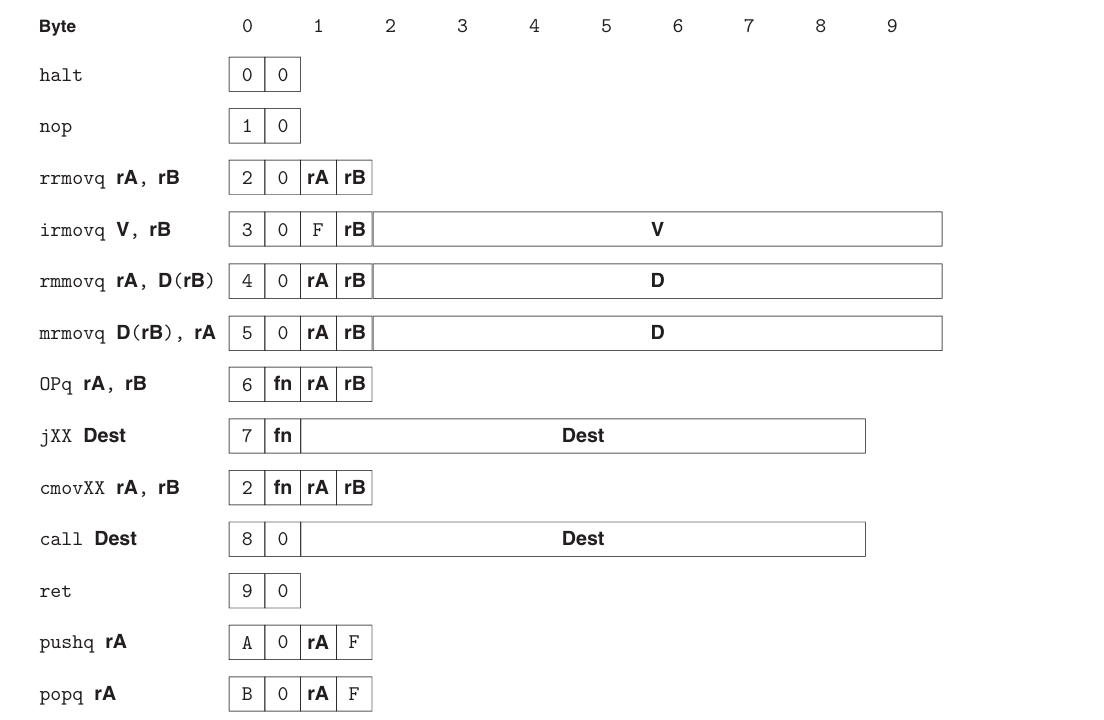 Byte 0 1 2 3 4 5 6 7 8 9
halt 0 0
nop 1 0
rrmovq rA, rB 2 0 rA rB
irmovq V, rB 3 0 F rB V
rmmovq rA, D(rB) 4 0 rA rB D
mrmovq D(rB), rA 5 0 rA rB D
OPq rA, rB 6 fn rA rB
jXX Dest 7 fn Dest
cmovXX rA, rB 2 fn rA rB
call Dest 8 0 Dest
ret 9 0
pushq rA A 0 rA F
popq rA B 0 rA F